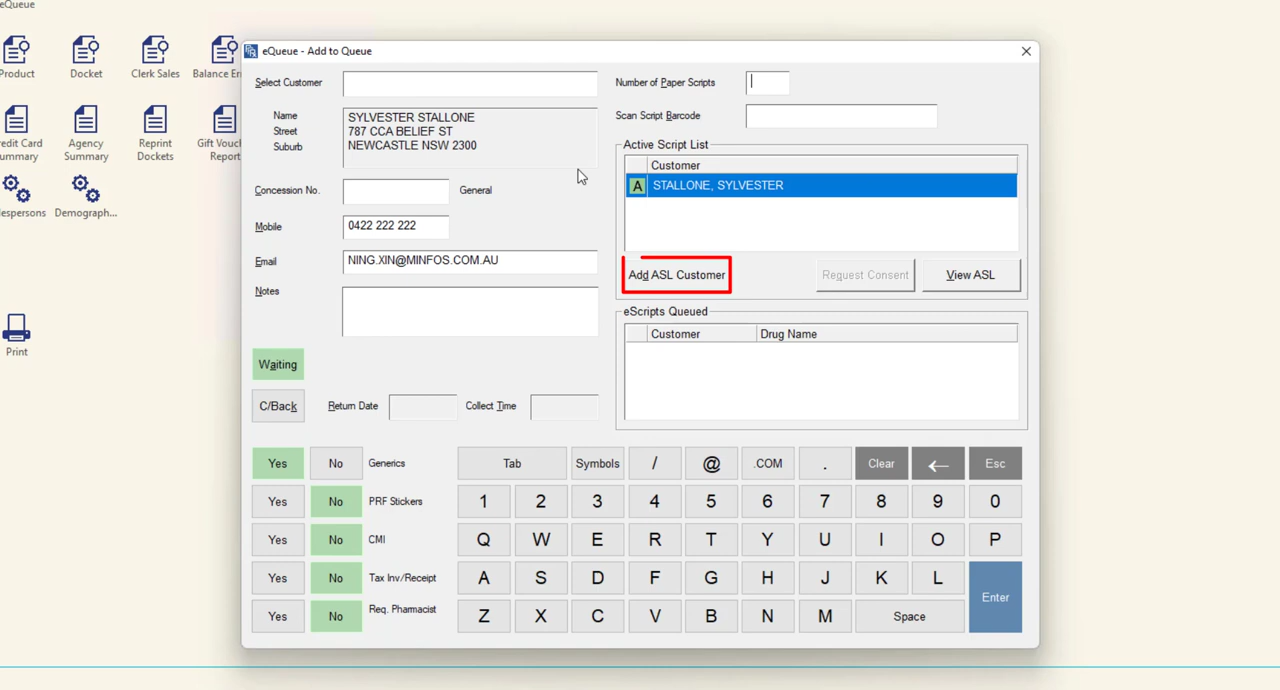 eQueue
Product
Docket
Clerk Sales
Balance En
redit Card
ummary
Agency
Summary
Reprint
Dockets
Gift Vouc
Report
lespersons
Demograph...
Print
eQueue - Add to Queue
Select Customer
Name
Street
Suburb
SYLVESTER STALLONE
787 CCA BELIEF ST
NEWCASTLE NSW 2300
Concession No.
General
Mobile
0422 222 222
Email
NING.XIN@MINFOS.COM.AU
Notes
Waiting
C/Back
Return Date
Collect Time
Number of Paper Scripts
Scan Script Barcode
Active Script List
Customer
A STALLONE, SYLVESTER
Add ASL Customer
Request Consent
View ASL
eScripts Queued
Customer
Drug Name
Yes No Generics
Yes No PRF Stickers
Yes No CMI
Yes No Tax Inv/Receipt
Yes No Req. Pharmacist
Tab Symbols / @ .COM . Clear ← Esc
1 2 3 4 5 6 7 8 9 0
Q W E R T Y U I O P
A S D F G H J K L
Enter
Z X C V B N M Space